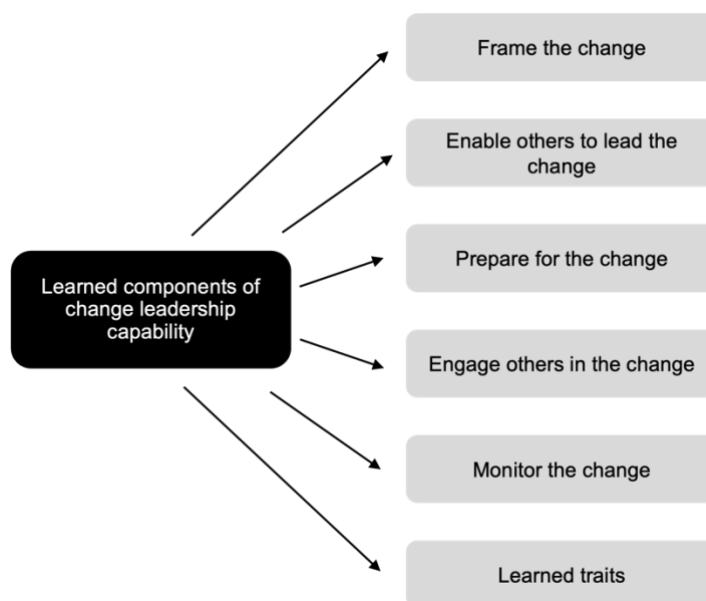 Frame the change
Enable others to lead the
change
Prepare for the change
Learned components of
change leadership
capability
Engage others in the change
Monitor the change
Learned traits